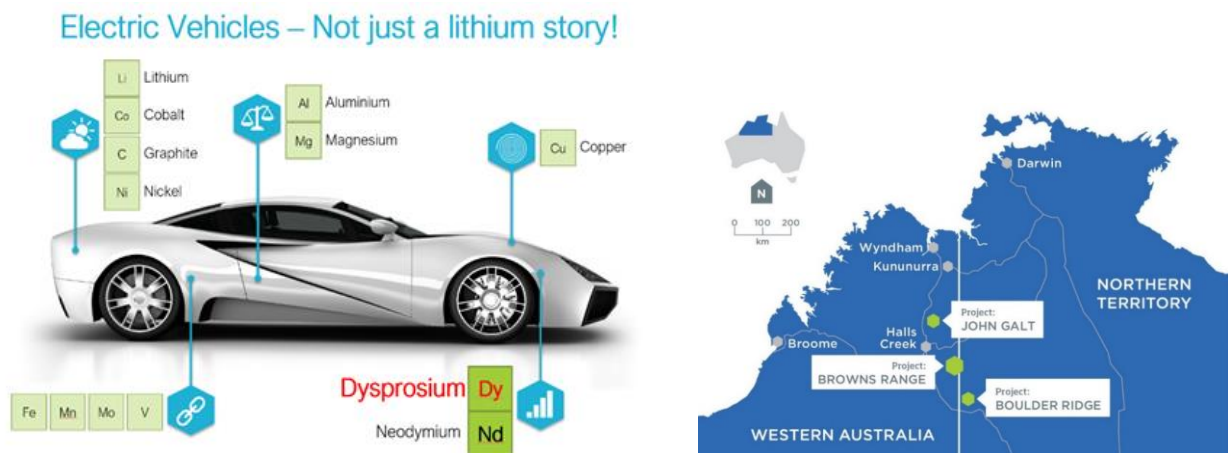 Electric Vehicles – Not just a lithium story!
Li Lithium
Co Cobalt
C Graphite
Ni Nickel
Al Aluminium
Mg Magnesium
Cu Copper
Dysprosium Dy
Neodymium Nd
Fe Mn Mo V
N
0 100 200
km
Darwin
Wyndham
Kununurra
NORTHERN
TERRITORY
Project:
JOHN GALT
Halls
Creek
Broome
Project:
BROWNS RANGE
Project:
BOULDER RIDGE
WESTERN AUSTRALIA